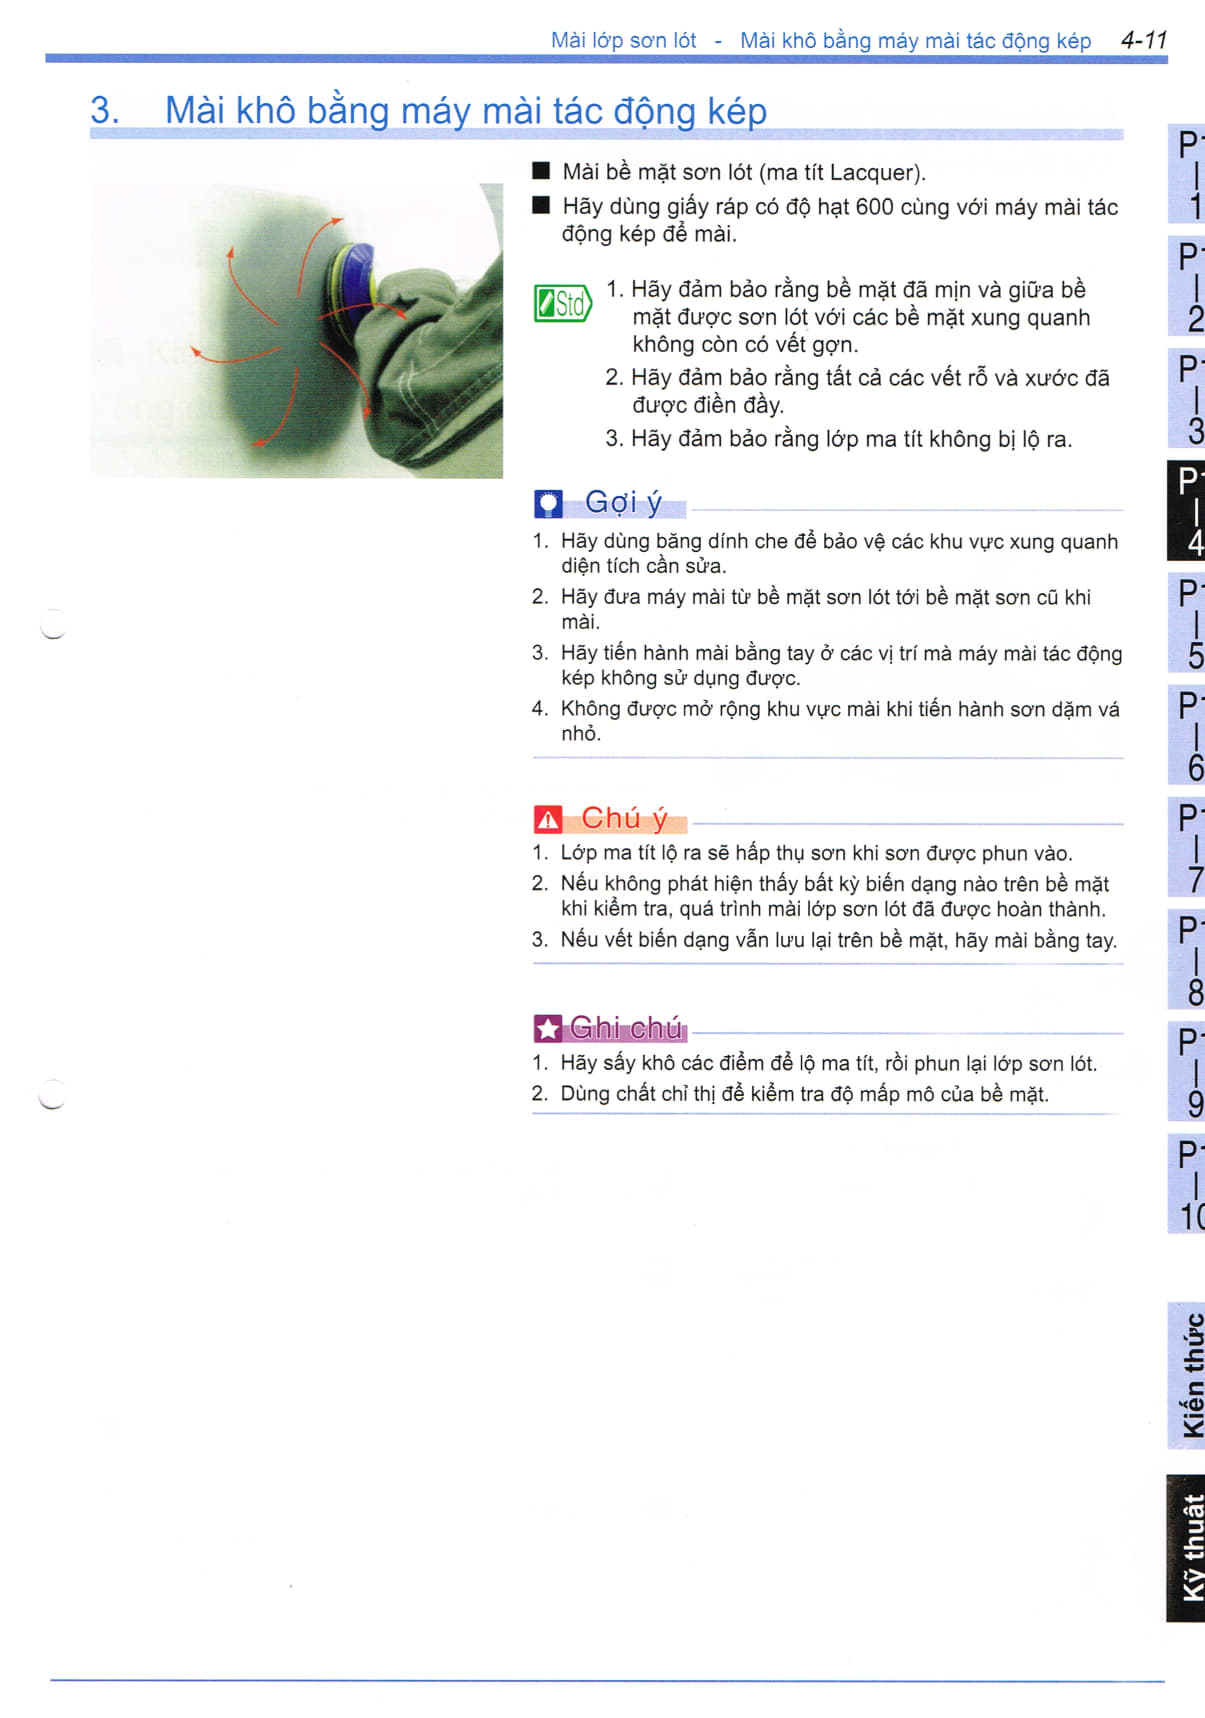 Mài lớp sơn lót - Mài khô bằng máy mài tác động kép 4-11
3. Mài khô bằng máy mài tác động kép
■ Mài bề mặt sơn lót (ma tít Lacquer).
■ Hãy dùng giấy ráp có độ hạt 600 cùng với máy mài tác
động kép để mài.
Std
1. Hãy đảm bảo rằng bề mặt đã mịn và giữa bề
mặt được sơn lót với các bề mặt xung quanh
không còn có vết gợn.
2. Hãy đảm bảo rằng tất cả các vết rỗ và xước đã
được điền đầy.
3. Hãy đảm bảo rằng lớp ma tít không bị lộ ra.
Gợi ý
1. Hãy dùng băng dính che để bảo vệ các khu vực xung quanh
diện tích cần sửa.
2. Hãy đưa máy mài từ bề mặt sơn lót tới bề mặt sơn cũ khi
mài.
3. Hãy tiến hành mài bằng tay ở các vị trí mà máy mài tác động
kép không sử dụng được.
4. Không được mở rộng khu vực mài khi tiến hành sơn dặm vá
nhỏ.
Chú ý
1. Lớp ma tít lộ ra sẽ hấp thụ sơn khi sơn được phun vào.
2. Nếu không phát hiện thấy bất kỳ biến dạng nào trên bề mặt
khi kiểm tra, quá trình mài lớp sơn lót đã được hoàn thành.
3. Nếu vết biến dạng vẫn lưu lại trên bề mặt, hãy mài bằng tay.
Ghi chú
1. Hãy sấy khô các điểm để lộ ma tít, rồi phun lại lớp sơn lót.
2. Dùng chất chỉ thị để kiểm tra độ mấp mô của bề mặt.
P1
|
1
P1
|
2
P1
|
3
P1
|
4
P1
|
5
P1
|
6
P1
|
7
P1
|
8
P1
|
9
P1
|
10
Kiến thức
Kỹ thuật